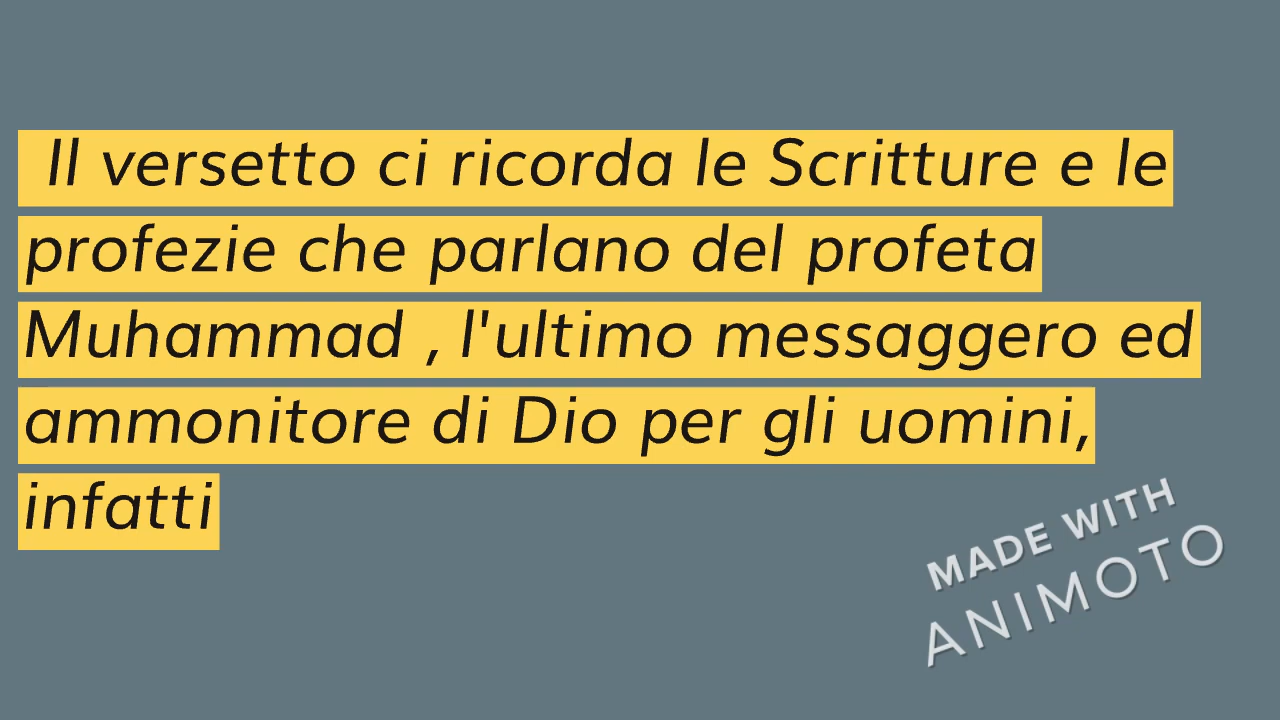 Il versetto ci ricorda le Scritture e le
profezie che parlano del profeta
Muhammad , l'ultimo messaggero ed
ammonitore di Dio per gli uomini,
infatti
MADE WITH
ANIMOTO